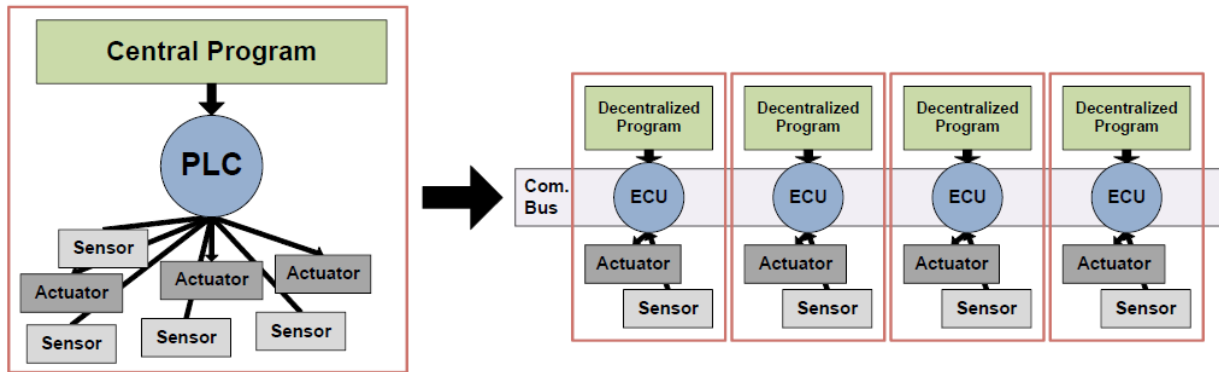 Central Program
PLC
Sensor
Actuator
Actuator
Actuator
Sensor
Sensor
Sensor
Com.
Bus
Decentralized
Program
ECU
Actuator
Sensor
Decentralized
Program
ECU
Actuator
Sensor
Decentralized
Program
ECU
Actuator
Sensor
Decentralized
Program
ECU
Actuator
Sensor